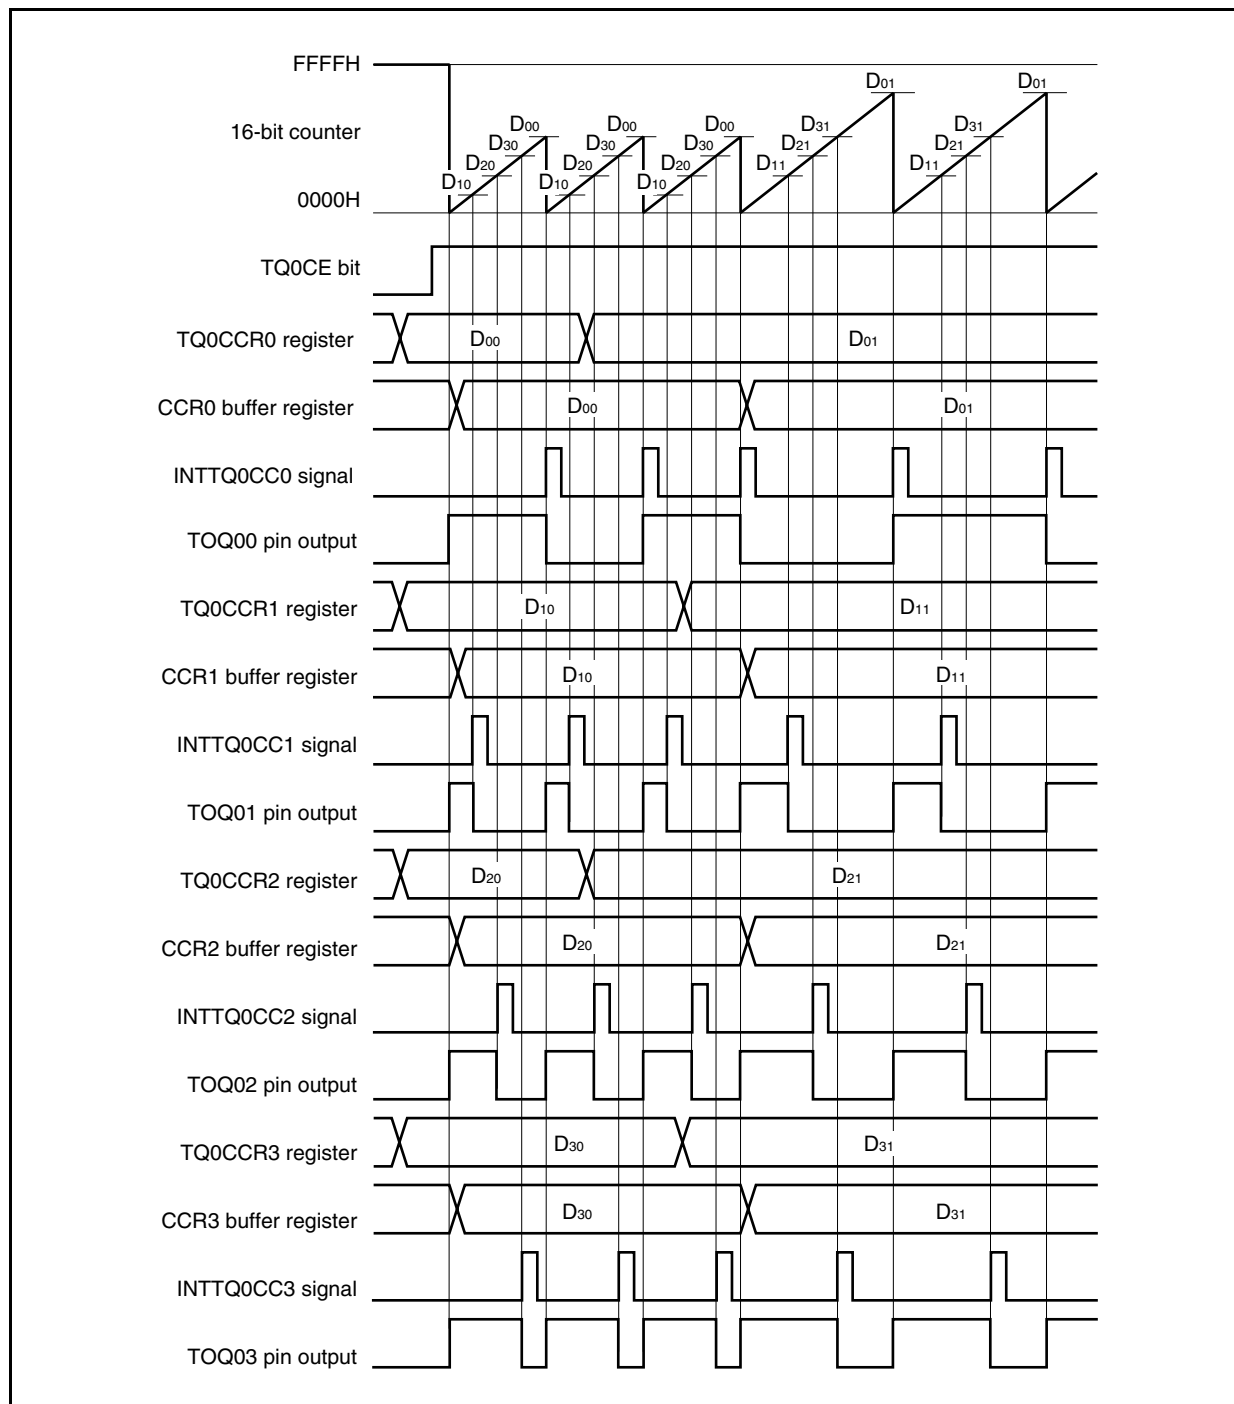 FFFFH
D01 D01
16-bit counter
D00 D00 D00 D31 D31
D30 D30 D30 D21 D21
D20 D20 D20 D11 D11
D10 D10 D10
0000H
TQ0CE bit
TQ0CCR0 register D00 D01
CCR0 buffer register D00 D01
INTTQ0CC0 signal
TOQ00 pin output
TQ0CCR1 register D10 D11
CCR1 buffer register D10 D11
INTTQ0CC1 signal
TOQ01 pin output
TQ0CCR2 register D20 D21
CCR2 buffer register D20 D21
INTTQ0CC2 signal
TOQ02 pin output
TQ0CCR3 register D30 D31
CCR3 buffer register D30 D31
INTTQ0CC3 signal
TOQ03 pin output